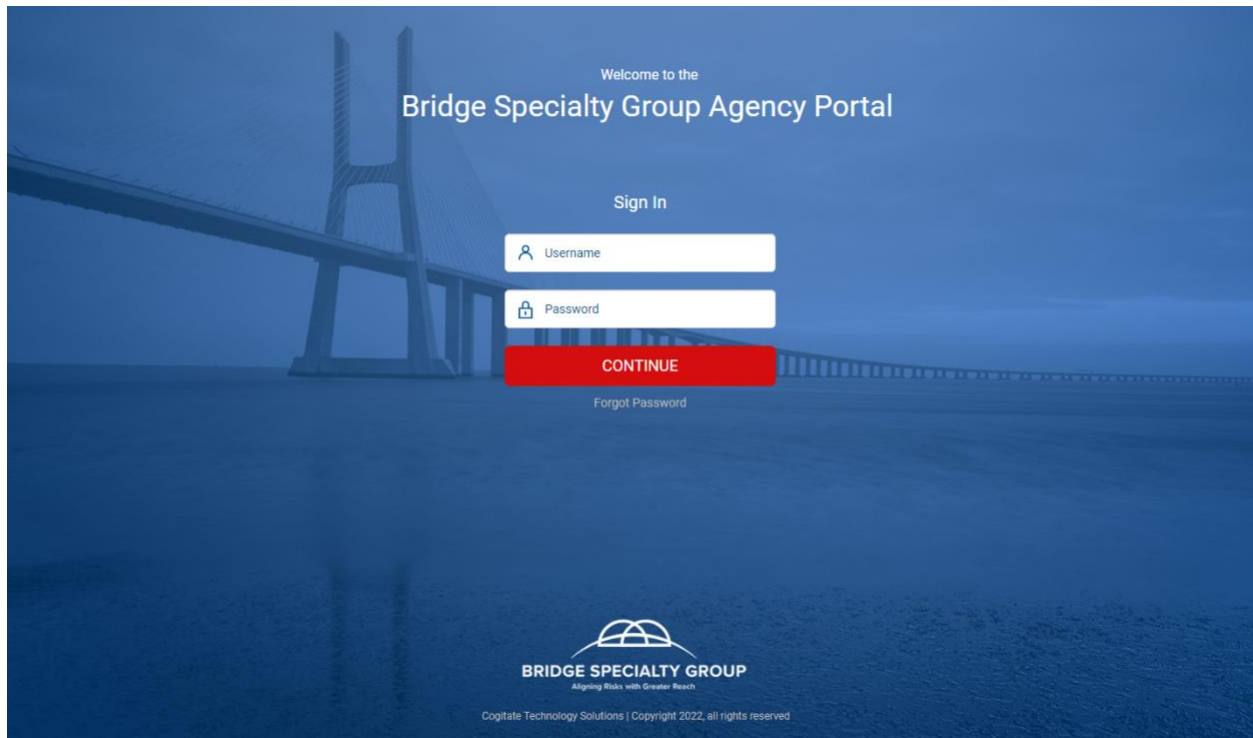 Welcome to the
Bridge Specialty Group Agency Portal
Sign In
Username
Password
CONTINUE
Forgot Password
BRIDGE SPECIALTY GROUP
Aligning Risks with Greater Reach
Cogitate Technology Solutions | Copyright 2022, all rights reserved